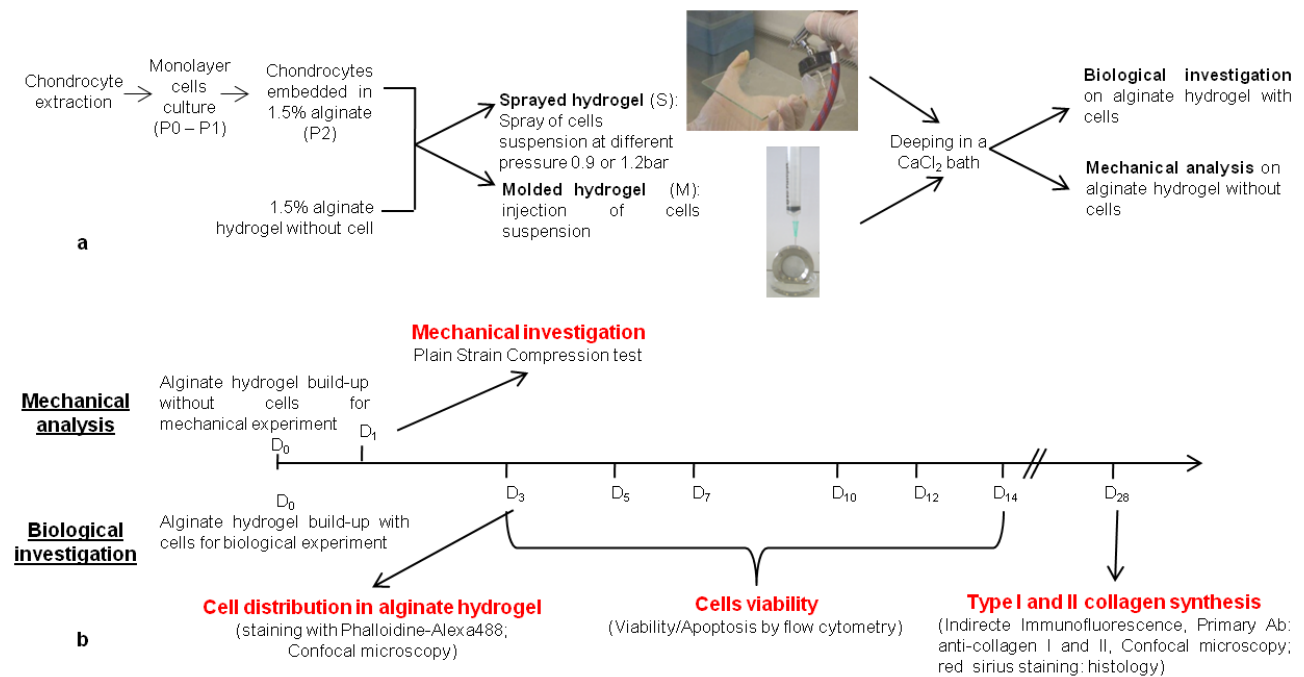 Chondrocyte
extraction
Monolayer
cells
culture
(P0 – P1)
Chondrocytes
embedded in
1.5% alginate
(P2)
1.5% alginate
hydrogel without cell
Sprayed hydrogel (S):
Spray of cells
suspension at different
pressure 0.9 or 1.2bar
Molded hydrogel (M):
injection of cells
suspension
Deeping in a
CaCl2 bath
Biological investigation
on alginate hydrogel with
cells
Mechanical analysis on
alginate hydrogel without
cells
a
Mechanical investigation
Plain Strain Compression test
Mechanical
analysis
Alginate hydrogel build-up
without cells for
mechanical experiment
D0
D1
D0
D3
D5
D7
D10
D12
D14
D28
Biological
investigation
Alginate hydrogel build-up with
cells for biological experiment
Cell distribution in alginate hydrogel
(staining with Phalloidine-Alexa488;
Confocal microscopy)
Cells viability
(Viability/Apoptosis by flow cytometry)
Type I and II collagen synthesis
(Indirecte Immunofluorescence, Primary Ab:
anti-collagen I and II, Confocal microscopy;
red sirius staining: histology)
b